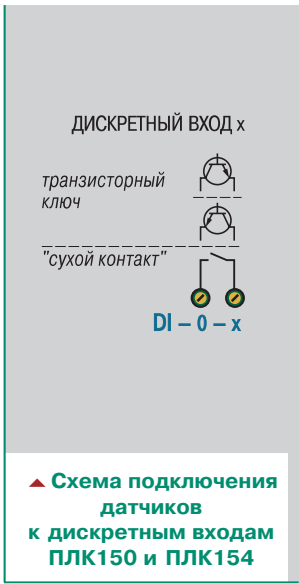 ДИСКРЕТНЫЙ ВХОД х
транзисторный
ключ
"сухой контакт"
DI – 0 – x
Схема подключения
датчиков
к дискретным входам
ПЛК150 и ПЛК154